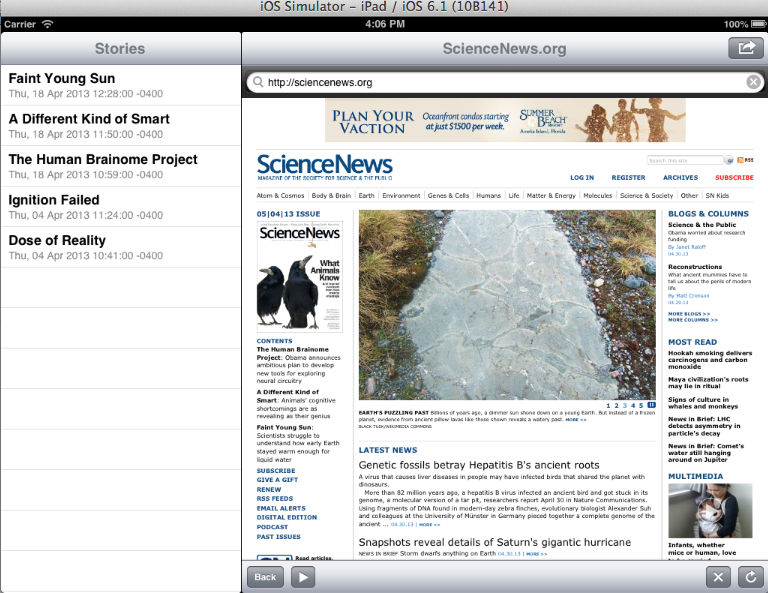 iOS Simulator – iPad / iOS 6.1 (10B141)
Carrier
4:06 PM
100%
Stories
ScienceNews.org
Faint Young Sun
Thu, 18 Apr 2013 12:28:00 -0400
A Different Kind of Smart
Thu, 18 Apr 2013 11:50:00 -0400
The Human Brainome Project
Thu, 18 Apr 2013 10:59:00 -0400
Ignition Failed
Thu, 04 Apr 2013 11:24:00 -0400
Dose of Reality
Thu, 04 Apr 2013 10:41:00 -0400
http://sciencenews.org
PLAN YOUR
VACTION
Oceanfront condos starting
at just $1500 per week.
SUMMER
BEACH
Amelia Island, Florida
ScienceNews
MAGAZINE OF THE SOCIETY FOR SCIENCE & THE PUBLIC
Search this site
RSS
LOG IN
REGISTER
ARCHIVES
SUBSCRIBE
Atom & Cosmos
Body & Brain
Earth
Environment
Genes & Cells
Humans
Life
Matter & Energy
Molecules
Science & Society
Other
SN Kids
05|04|13 ISSUE
ScienceNews
What
Animals
Know
CONTENTS
The Human Brainome
Project: Obama announces
ambitious plan to develop
new tools for exploring
neural circuitry
A Different Kind of
Smart: Animals' cognitive
shortcomings are as
revealing as their genius
Faint Young Sun:
Scientists struggle to
understand how early Earth
stayed warm enough for
liquid water
SUBSCRIBE
GIVE A GIFT
RENEW
RSS FEEDS
EMAIL ALERTS
DIGITAL EDITION
PODCAST
PAST ISSUES
Read articles,
1 2 3 4 5
EARTH'S PUZZLING PAST Billions of years ago, a dimmer sun shone down on a young Earth. But instead of a frozen
planet, evidence from ancient pillow lavas like those shown reveals a watery past. MORE >>
BLACK TUSK/WIKIMEDIA COMMONS
LATEST NEWS
Genetic fossils betray Hepatitis B's ancient roots
A virus that causes liver diseases in people may have infected birds that shared the planet with
dinosaurs.
More than 82 million years ago, a hepatitis B virus infected an ancient bird and got stuck in its
genome, a molecular version of a tar pit, researchers report April 30 in Nature Communications.
Using fragments of DNA found in modern-day zebra finches, evolutionary biologist Alexander Suh
and colleagues at the University of Münster in Germany pieced together a complete genome of the
ancient ... 04.30.13 | MORE >>
Snapshots reveal details of Saturn's gigantic hurricane
NEWS IN BRIEF Storm dwarfs anything on Earth 04.30.13 | MORE >>
BLOGS & COLUMNS
Science & the Public
Obama worried about research
funding
By Janet Raloff
04.30.13
Reconstructions
What ancient mummies have to
tell us about the perils of modern
life
By Matt Crenson
04.29.13
MORE BLOGS >>
MORE COLUMNS >>
MOST READ
Hookah smoking delivers
carcinogens and carbon
monoxide
Maya civilization's roots
may lie in ritual
Signs of culture in
whales and monkeys
News in Brief: LHC
detects asymmetry in
particle's decay
News in Brief: Comet's
water still hanging
around on Jupiter
MULTIMEDIA
Infants, whether
mice or human, love
Back